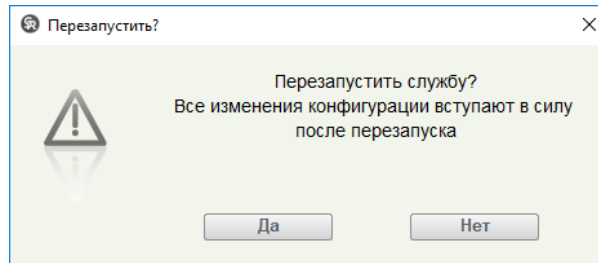 Перезапустить?
Перезапустить службу?
Все изменения конфигурации вступают в силу
после перезапуска
Да
Нет